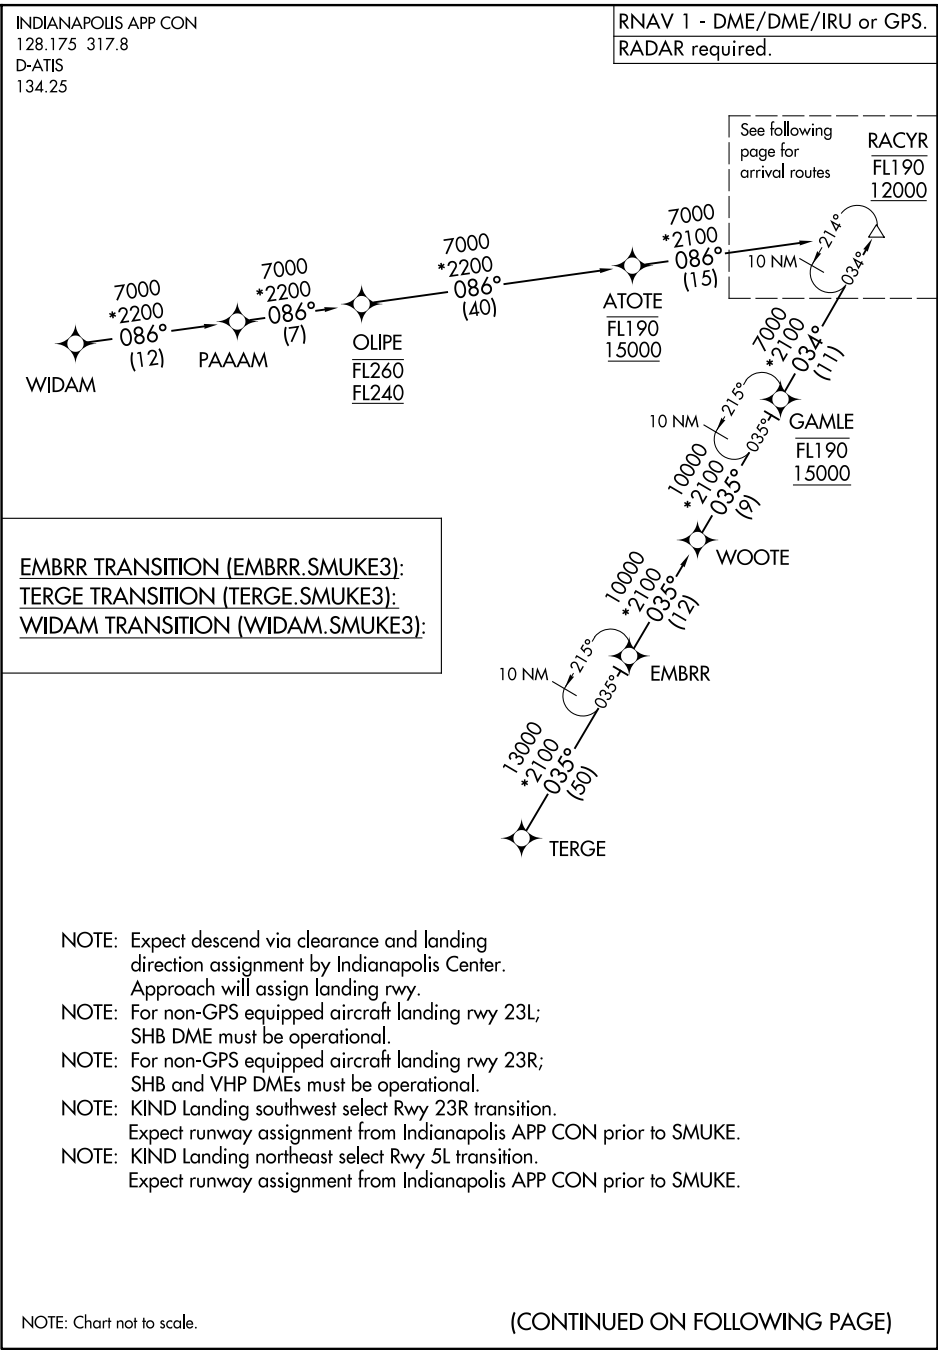 INDIANAPOLIS APP CON
128.175 317.8
D-ATIS
134.25
RNAV 1 - DME/DME/IRU or GPS.
RADAR required.
See following
page for
arrival routes
RACYR
FL190
12000
214°
10 NM
034°
7000
*2100
086°
(15)
ATOTE
FL190
15000
7000
*2200
086°
(40)
OLIPE
FL260
FL240
7000
*2200
086°
(7)
PAAAM
7000
*2200
086°
(12)
WIDAM
7000
*2100
034°
(11)
GAMLE
FL190
15000
215°
10 NM
035°
10000
*2100
035°
(9)
WOOTE
10000
*2100
035°
(12)
EMBRR
215°
10 NM
035°
13000
*2100
035°
(50)
TERGE
EMBRR TRANSITION (EMBRR.SMUKE3):
TERGE TRANSITION (TERGE.SMUKE3):
WIDAM TRANSITION (WIDAM.SMUKE3):
NOTE: Expect descend via clearance and landing
direction assignment by Indianapolis Center.
Approach will assign landing rwy.
NOTE: For non-GPS equipped aircraft landing rwy 23L;
SHB DME must be operational.
NOTE: For non-GPS equipped aircraft landing rwy 23R;
SHB and VHP DMEs must be operational.
NOTE: KIND Landing southwest select Rwy 23R transition.
Expect runway assignment from Indianapolis APP CON prior to SMUKE.
NOTE: KIND Landing northeast select Rwy 5L transition.
Expect runway assignment from Indianapolis APP CON prior to SMUKE.
NOTE: Chart not to scale.
(CONTINUED ON FOLLOWING PAGE)